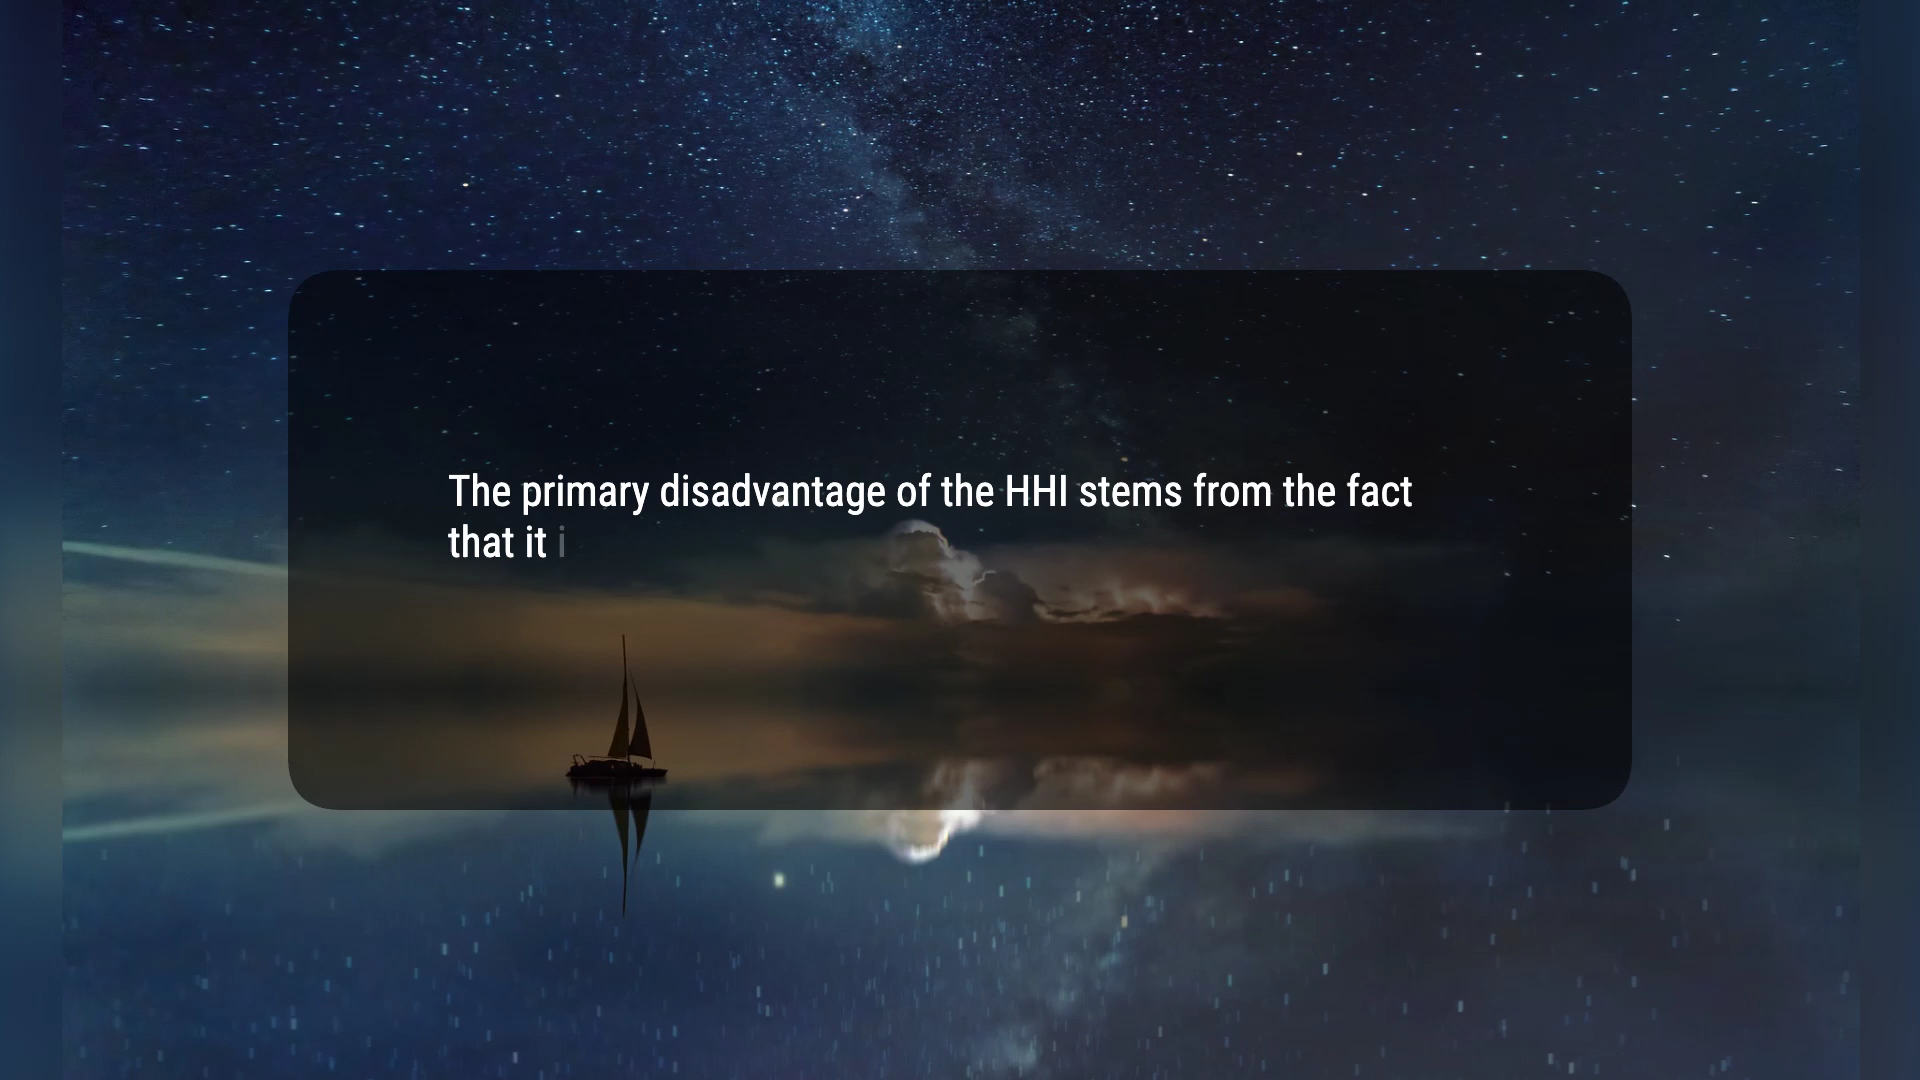 The primary disadvantage of the HHI stems from the fact
that it i